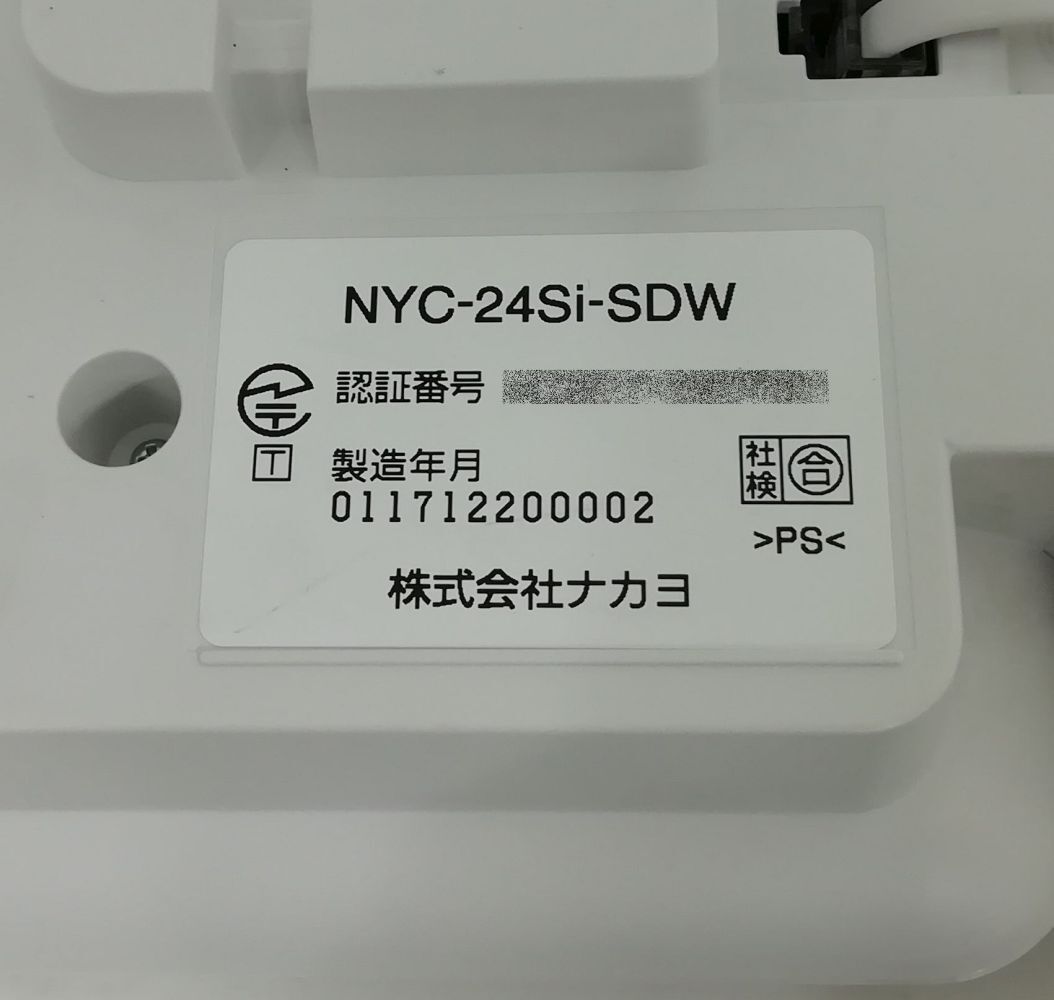 NYC-24Si-SDW
認証番号
T
製造年月
011712200002
社検 合
>PS<
株式会社ナカヨ